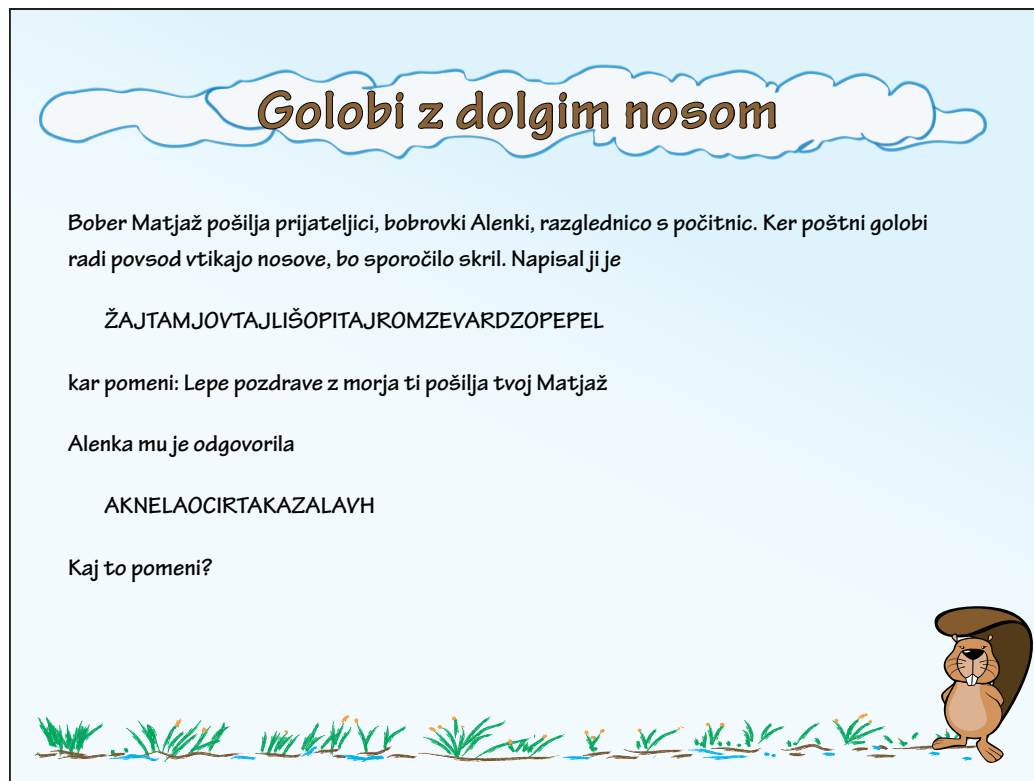 Golobi z dolgim nosom
Bober Matjaž pošilja prijateljici, bobrovki Alenki, razglednico s počitnic. Ker poštni golobi
radi povsod vtikajo nosove, bo sporočilo skril. Napisal ji je
ŽAJTAMJOVTAJLIŠOPITAJROMZEVARDZOPEPEL
kar pomeni: Lepe pozdrave z morja ti pošilja tvoj Matjaž
Alenka mu je odgovorila
AKNELAOCIRTAKAZALAVH
Kaj to pomeni?